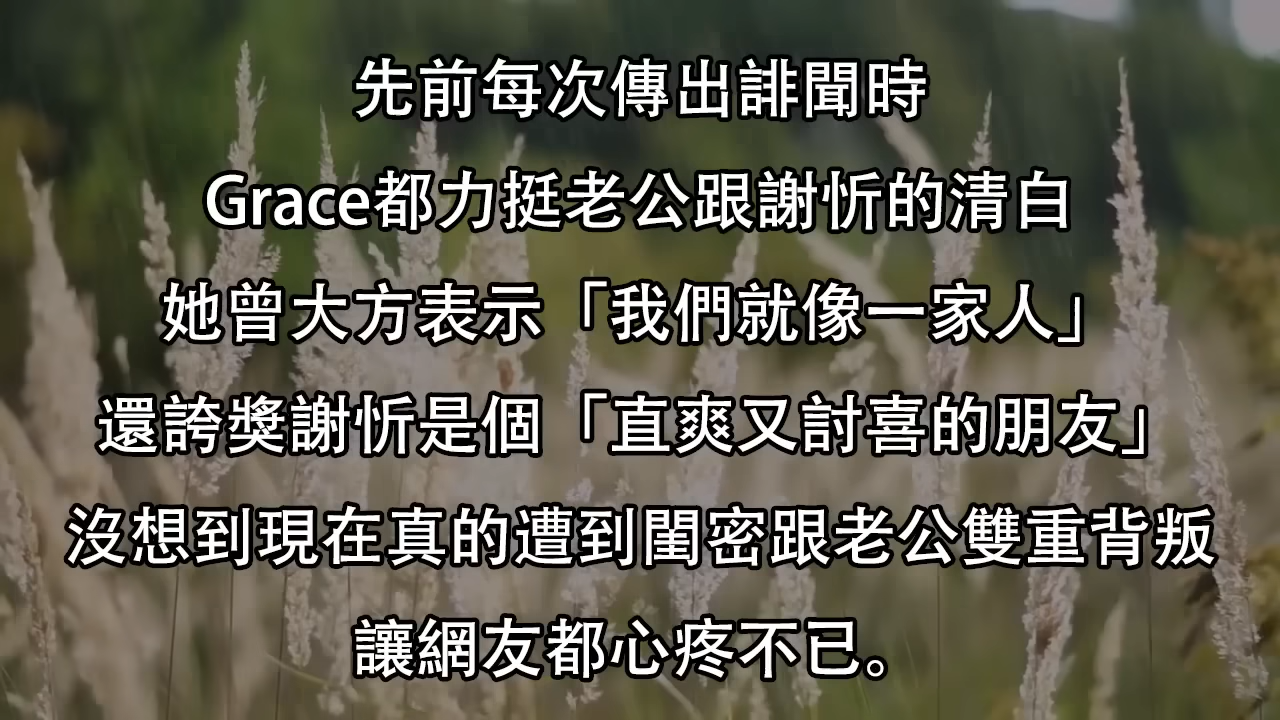 先前每次傳出誹聞時
Grace都力挺老公跟謝忻的清白
她曾大方表示「我們就像一家人」
還誇獎謝忻是個「直爽又討喜的朋友」
沒想到現在真的遭到閨密跟老公雙重背叛
讓網友都心疼不已。